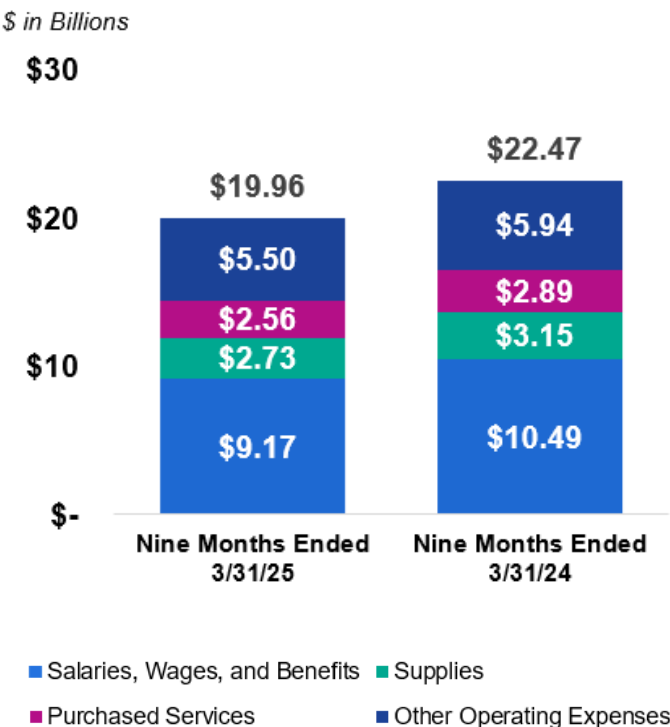 $ in Billions
$30
$22.47
$19.96
$20
$5.94
$5.50
$2.89
$2.56
$3.15
$2.73
$10
$10.49
$9.17
$-
Nine Months Ended 3/31/25
Nine Months Ended 3/31/24
Salaries, Wages, and Benefits
Supplies
Purchased Services
Other Operating Expenses